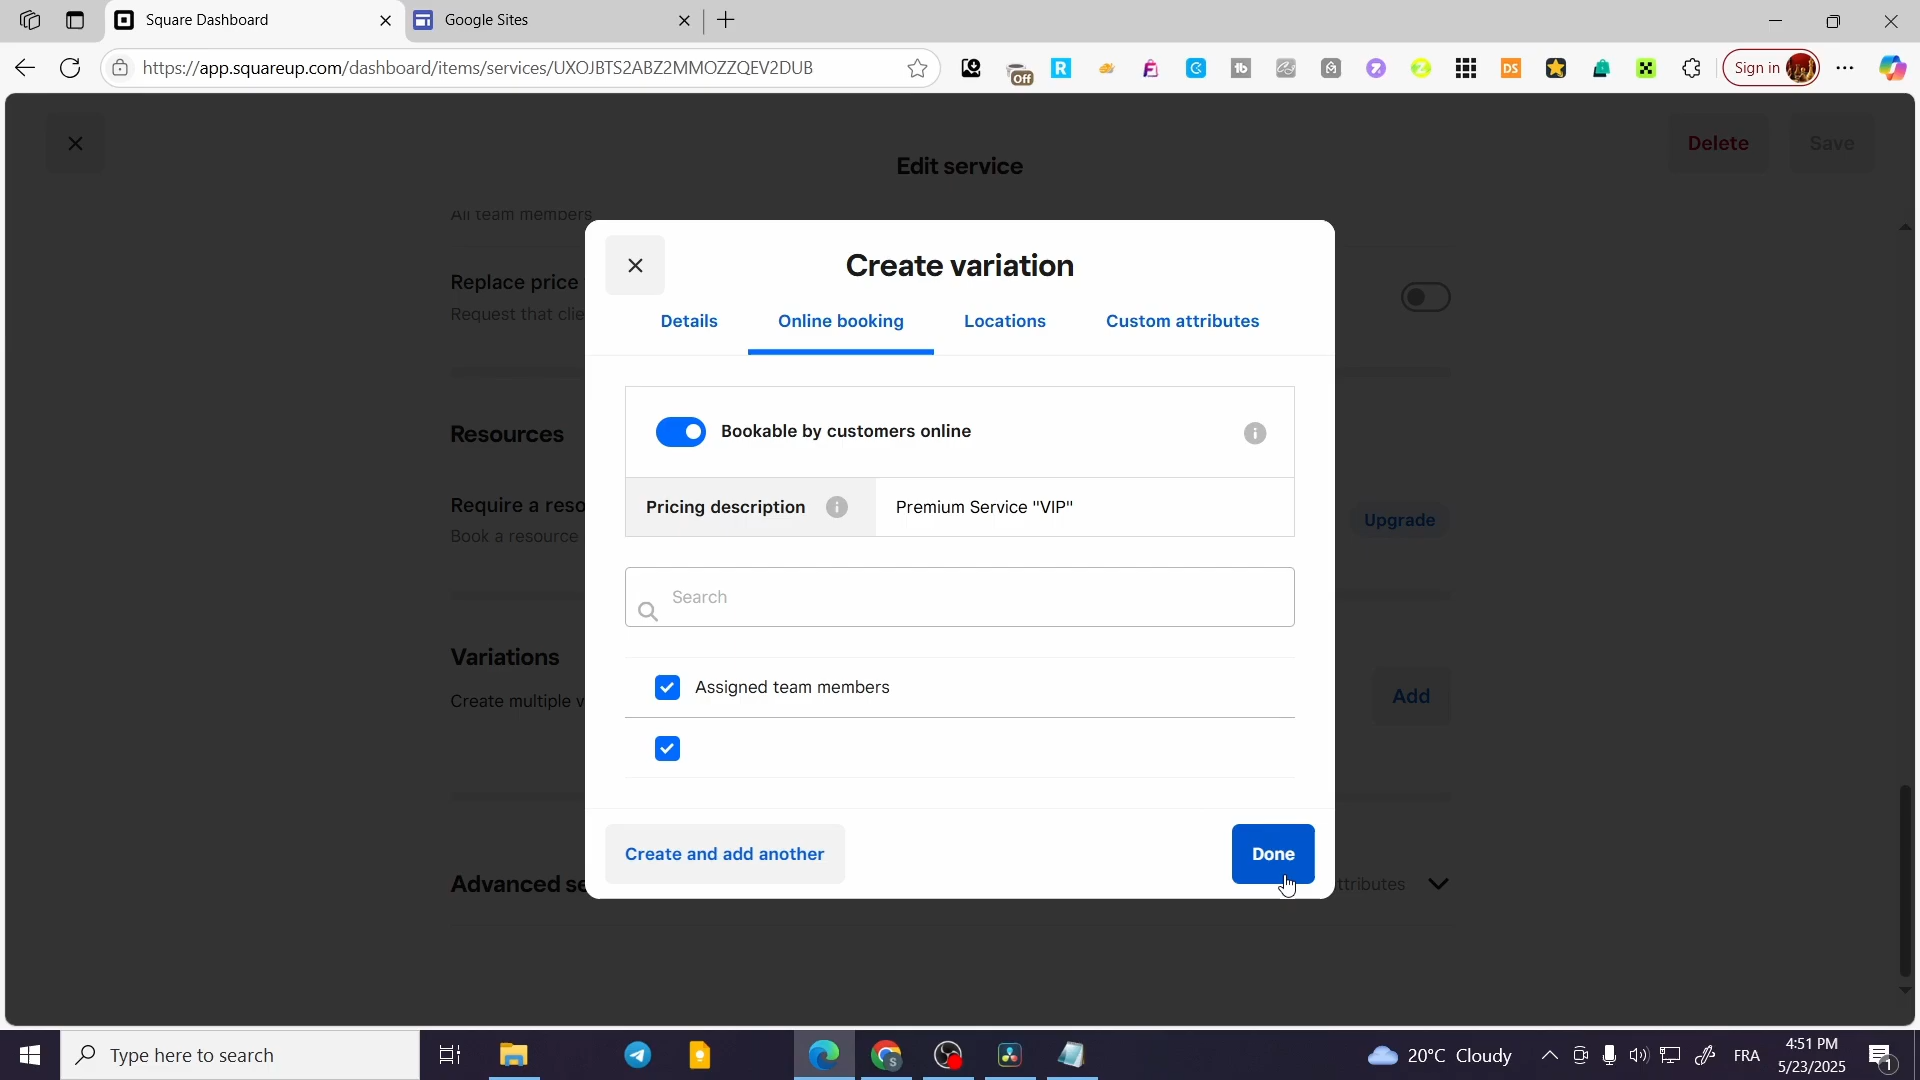 Square Dashboard
Google Sites
https://app.squareup.com/dashboard/items/services/UXOJBTS2ABZ2MMOZZQEV2DUB
Off
Sign in
Delete
Save
Edit service
All team members
Replace price
Request that clie
Resources
Require a reso
Book a resource
Upgrade
Variations
Create multiple v
Add
Advanced se
ttributes
Create variation
Details
Online booking
Locations
Custom attributes
Bookable by customers online
Pricing description
Premium Service "VIP"
Search
Assigned team members
Create and add another
Done
Type here to search
20°C Cloudy
FRA
4:51 PM
5/23/2025
1